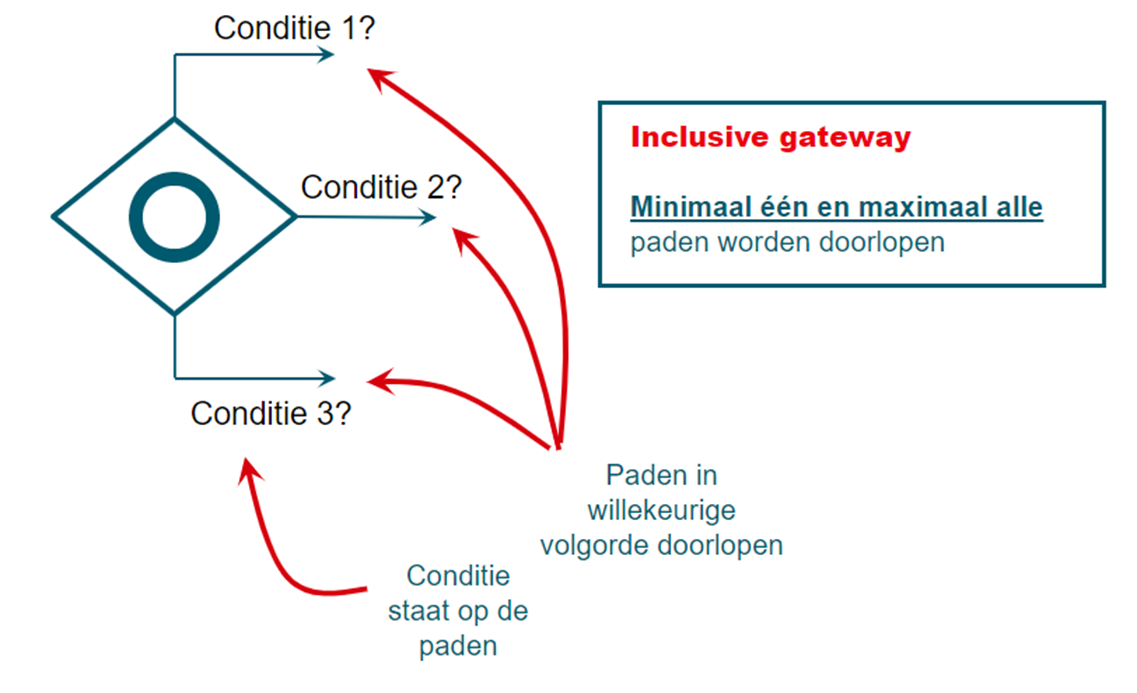 Conditie 1?
Inclusive gateway
Conditie 2?
Minimaal één en maximaal alle
paden worden doorlopen
Conditie 3?
Paden in
willekeurige
volgorde doorlopen
Conditie
staat op de
paden